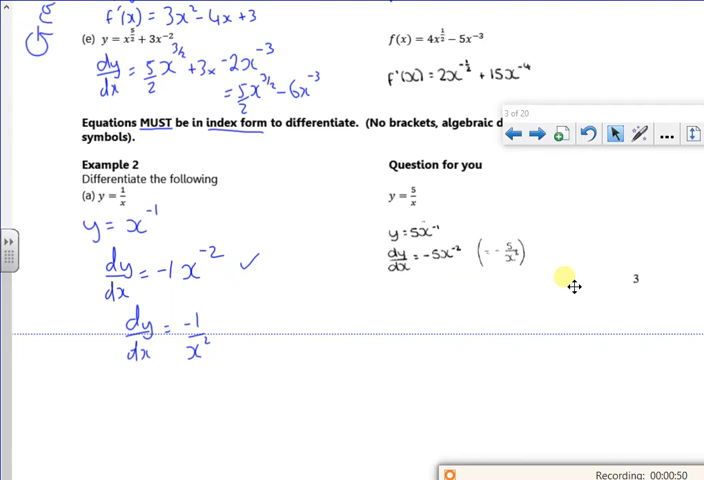 f'(x) = 3x² - 4x + 3
(e) y = x^(5/2) + 3x⁻²
dy/dx = 5/2 x^(3/2) + 3x -2x⁻³
= 5/2 x^(3/2) - 6x⁻³
f(x) = 4x^(1/2) − 5x⁻³
f'(x) = 2x^(-1/2) + 15x⁻⁴
Equations MUST be in index form to differentiate. (No brackets, algebraic d
symbols).
3 of 20
Example 2
Differentiate the following
(a) y = 1/x
y = x⁻¹
dy/dx = -1x⁻² ✓
dy/dx = -1/x²
Question for you
y = 5/x
y = 5x⁻¹
dy/dx = -5x⁻² (= - 5/x²)
3
Recording: 00:00:50